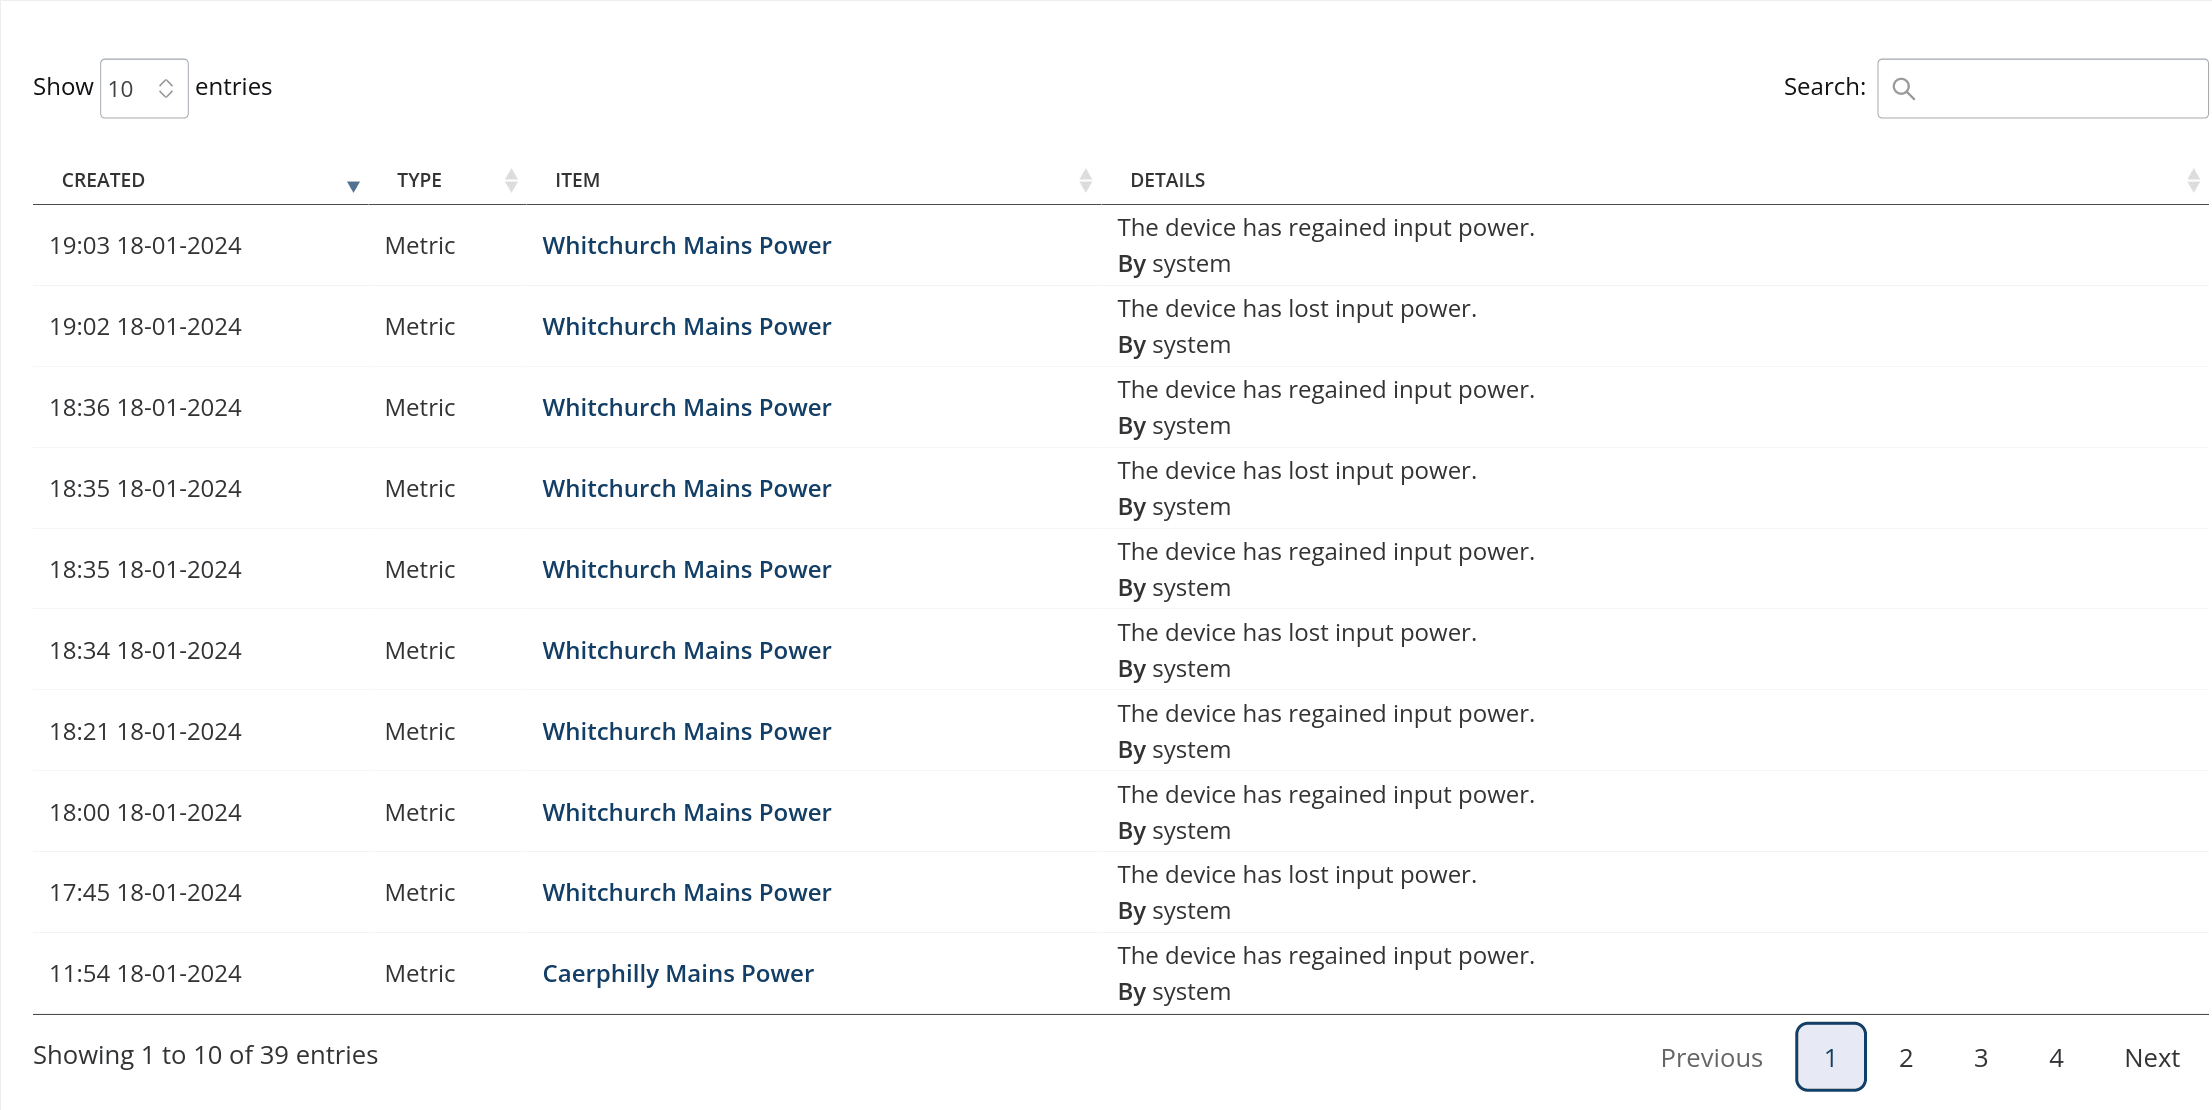 Show 10 entries Search:
CREATED TYPE ITEM DETAILS
19:03 18-01-2024 Metric Whitchurch Mains Power The device has regained input power.
By system
19:02 18-01-2024 Metric Whitchurch Mains Power The device has lost input power.
By system
18:36 18-01-2024 Metric Whitchurch Mains Power The device has regained input power.
By system
18:35 18-01-2024 Metric Whitchurch Mains Power The device has lost input power.
By system
18:35 18-01-2024 Metric Whitchurch Mains Power The device has regained input power.
By system
18:34 18-01-2024 Metric Whitchurch Mains Power The device has lost input power.
By system
18:21 18-01-2024 Metric Whitchurch Mains Power The device has regained input power.
By system
18:00 18-01-2024 Metric Whitchurch Mains Power The device has regained input power.
By system
17:45 18-01-2024 Metric Whitchurch Mains Power The device has lost input power.
By system
11:54 18-01-2024 Metric Caerphilly Mains Power The device has regained input power.
By system
Showing 1 to 10 of 39 entries Previous 1 2 3 4 Next